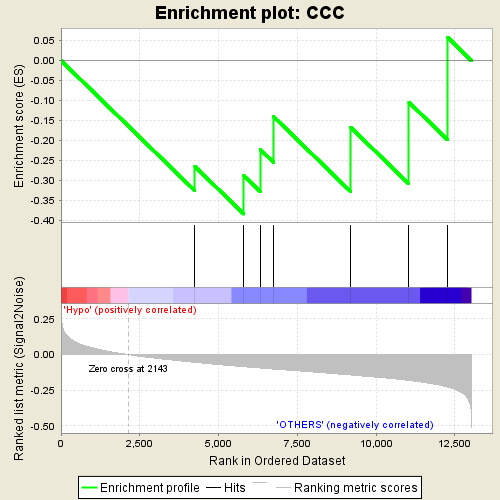 Enrichment plot: CCC
Enrichment score (ES)
0.05
0.00
-0.05
-0.10
-0.15
-0.20
-0.25
-0.30
-0.35
-0.40
'Hypo' (positively correlated)
Ranked list metric (Signal2Noise)
0.25
0.00
-0.25
-0.50
Zero cross at 2143
'OTHERS' (negatively correlated)
0 2,500 5,000 7,500 10,000 12,500
Rank in Ordered Dataset
Enrichment profile Hits Ranking metric scores